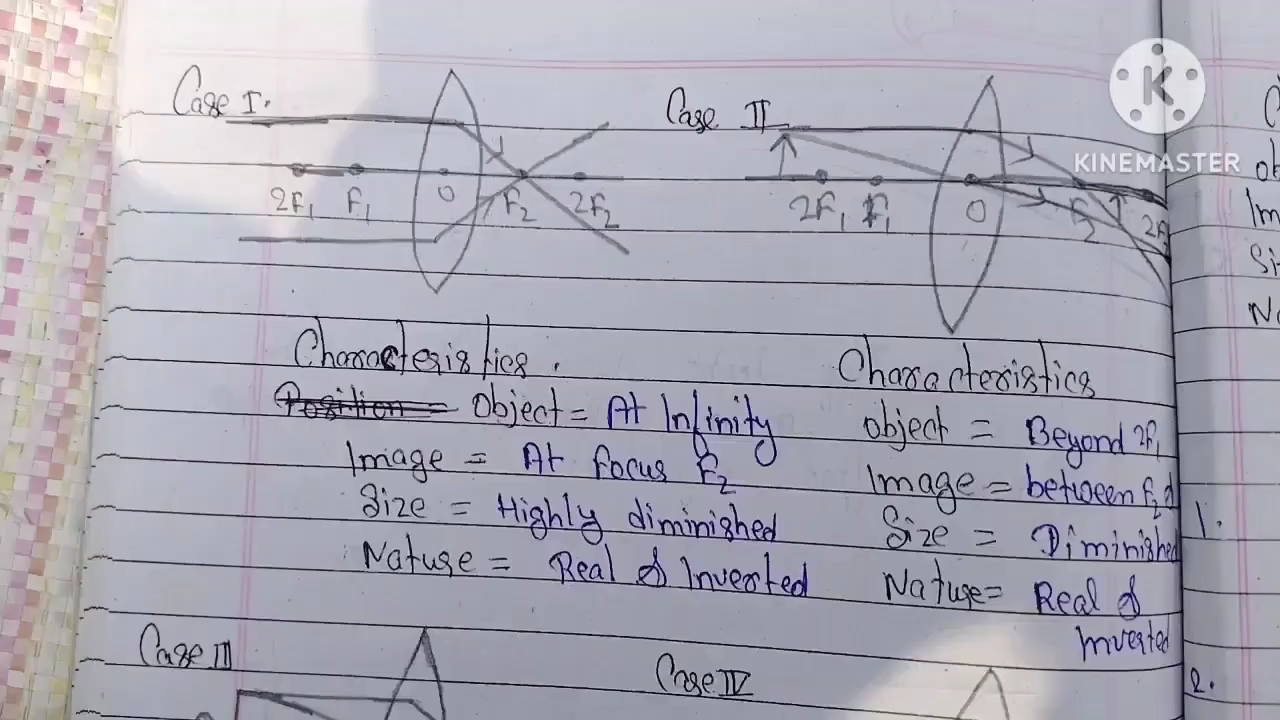 Case I.
2F1 F1 O F2 2F2
Characteristics.
Object = At Infinity
Image = At focus F2
Size = Highly diminished
Nature = Real & Inverted
Case II
2F1 F1 O F2
Characteristics
object = Beyond 2F1
Image = between F2
Size = Diminished
Nature = Real &
Inverted
Case III
Case IV
1.
2.
K
KINEMASTER